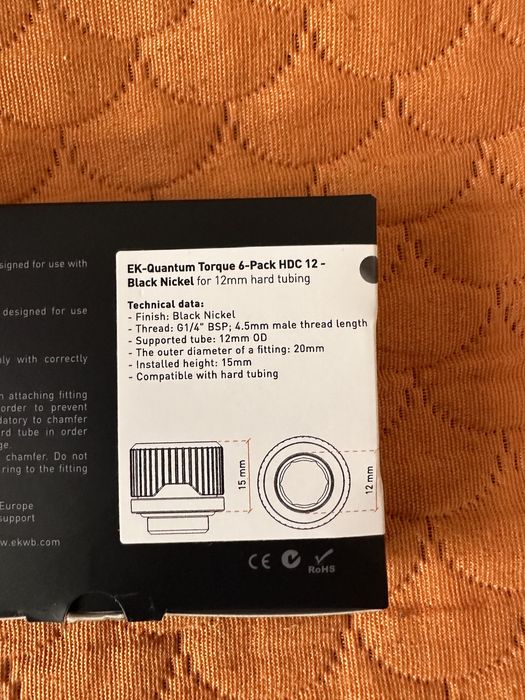 signed for use with
designed for use
nly with correctly
attaching fitting
order to prevent
datory to chamfer
rd tube in order
ge.
chamfer. Do not
ring to the fitting
Europe
support
w.ekwb.com
EK-Quantum Torque 6-Pack HDC 12 -
Black Nickel for 12mm hard tubing
Technical data:
- Finish: Black Nickel
- Thread: G1/4" BSP; 4.5mm male thread length
- Supported tube: 12mm OD
- The outer diameter of a fitting: 20mm
- Installed height: 15mm
- Compatible with hard tubing
15 mm
12 mm
CE
RoHS